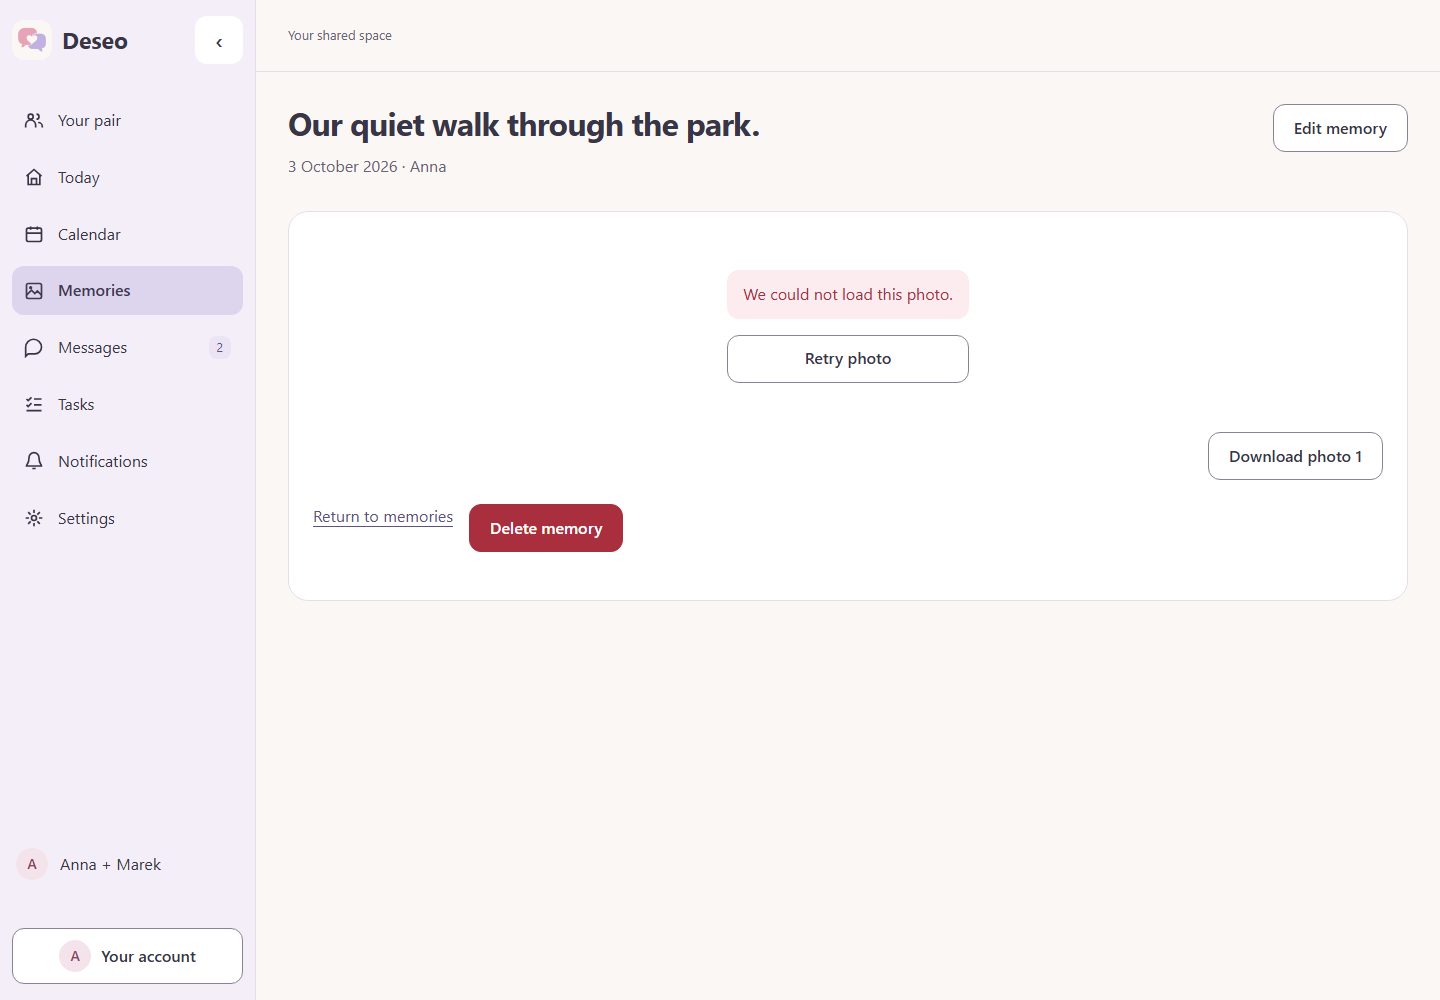 Deseo
‹
Your pair
Today
Calendar
Memories
Messages 2
Tasks
Notifications
Settings
A Anna + Marek
A Your account
Your shared space
Our quiet walk through the park.
3 October 2026 · Anna
Edit memory
We could not load this photo.
Retry photo
Download photo 1
Return to memories
Delete memory